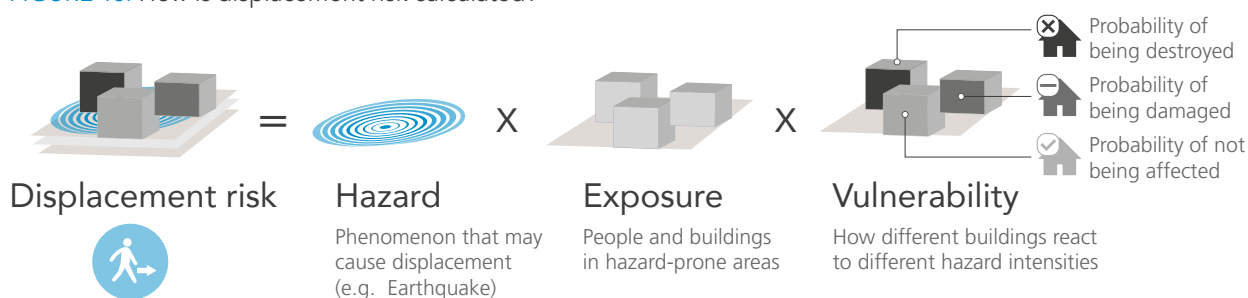 FIGURE 10: How is displacement risk calculated?
Probability of
being destroyed
Probability of
being damaged
Probability of not
being affected
= X X
Displacement risk
Hazard
Exposure
Vulnerability
Phenomenon that may
cause displacement
(e.g. Earthquake)
People and buildings
in hazard-prone areas
How different buildings react
to different hazard intensities